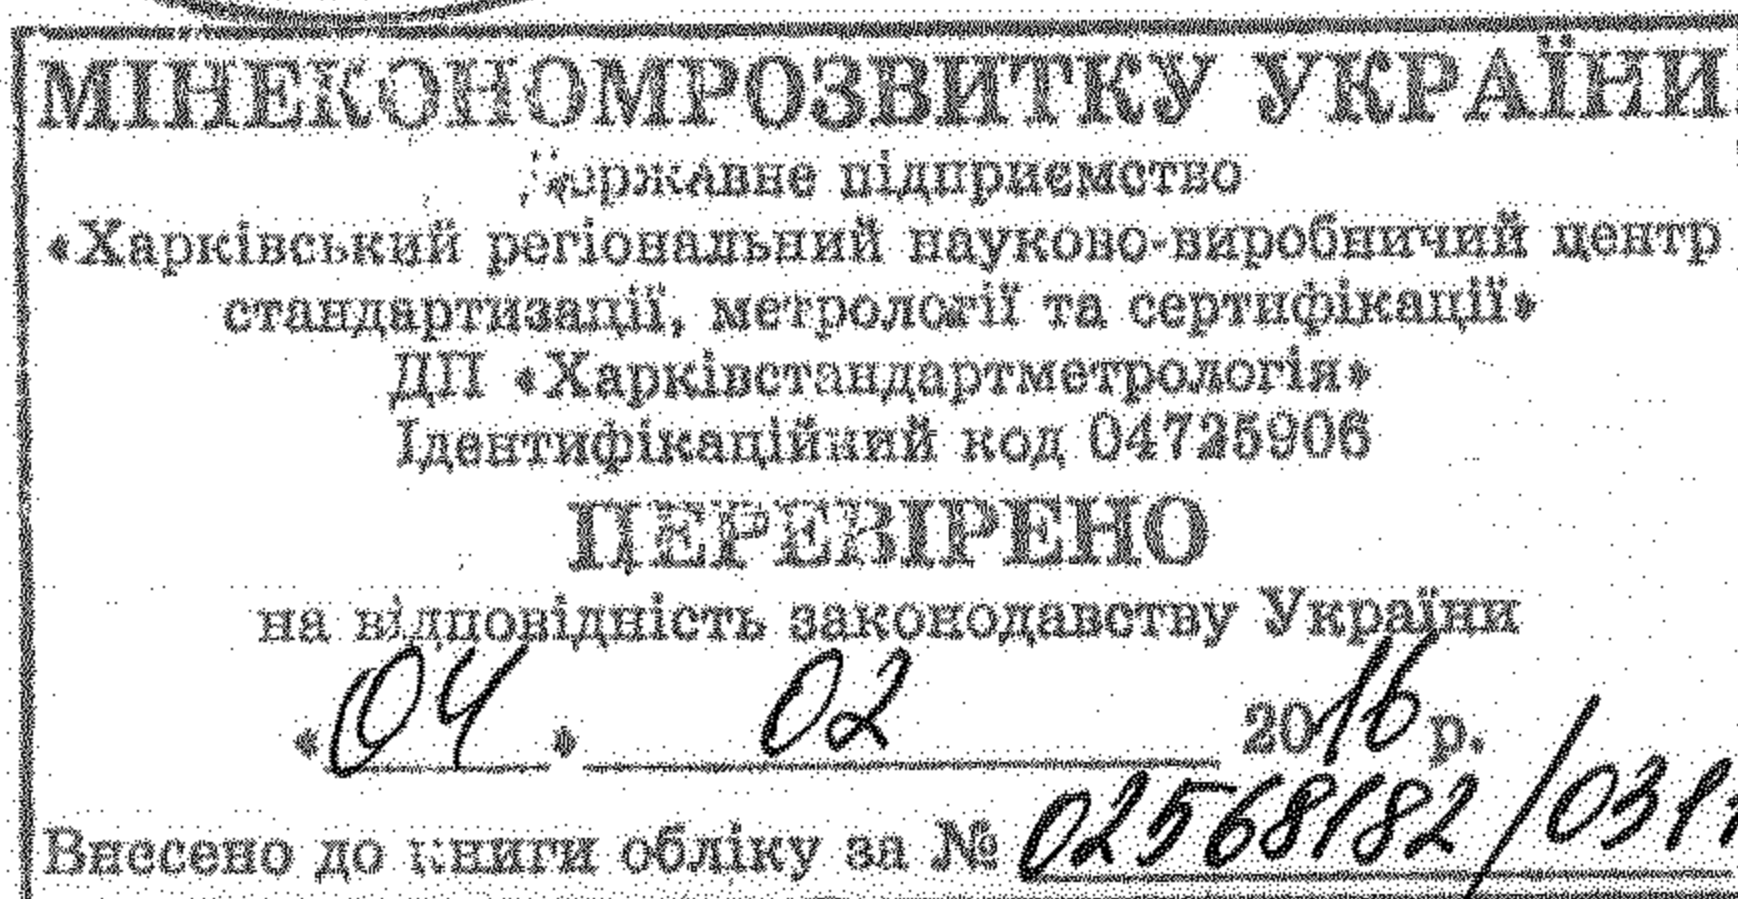 МІНЕКОНОМРОЗВИТКУ УКРАЇНИ
Державне підприємство
«Харківський регіональний науково-виробничий центр
стандартизації, метрології та сертифікації»
ДП «Харківстандартметрологія»
Ідентифікаційний код 04725906
ПЕРЕВІРЕНО
на відповідність законодавству України
«04» 02 2016 р.
Внесено до книги обліку за № 02568182/031